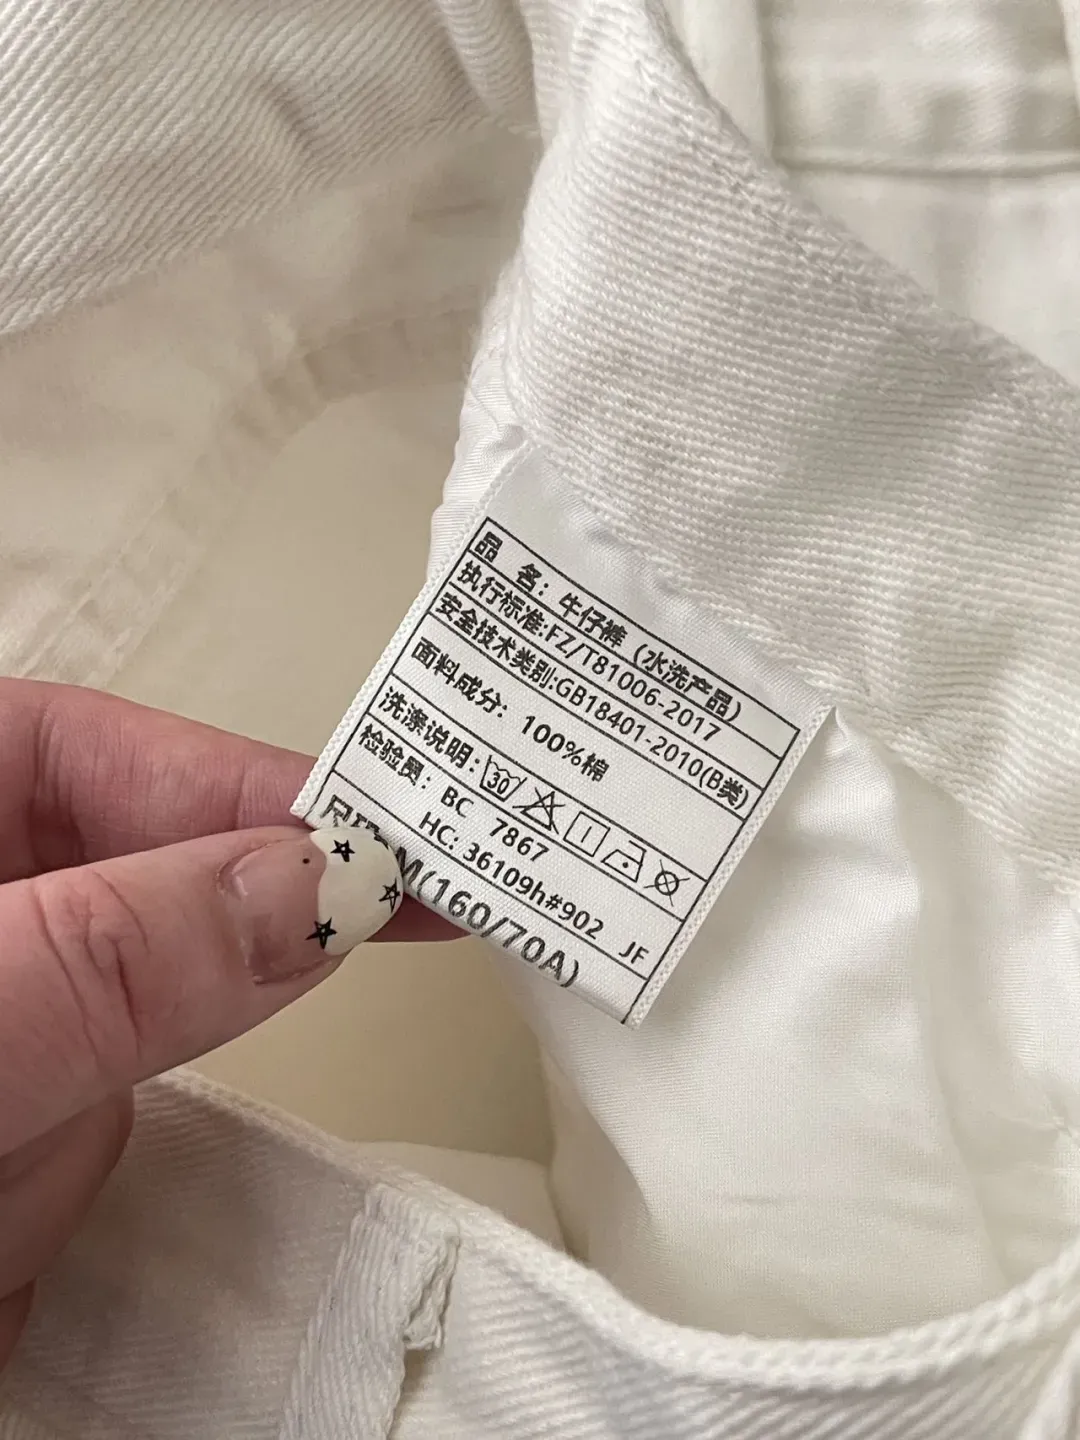 品 名：牛仔裤（水洗产品）
执行标准:FZ/T81006-2017
安全技术类别:GB18401-2010(B类)
面料成分：100%棉
洗涤说明: 30
检验员：BC 7867
HC: 36109h#902 JF
M(160/70A)